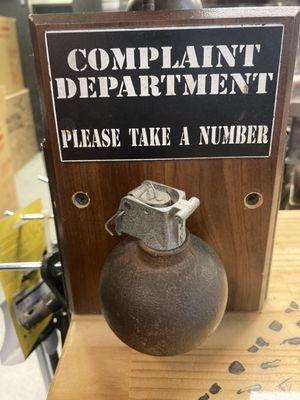 COMPLAINT
DEPARTMENT
PLEASE TAKE A NUMBER